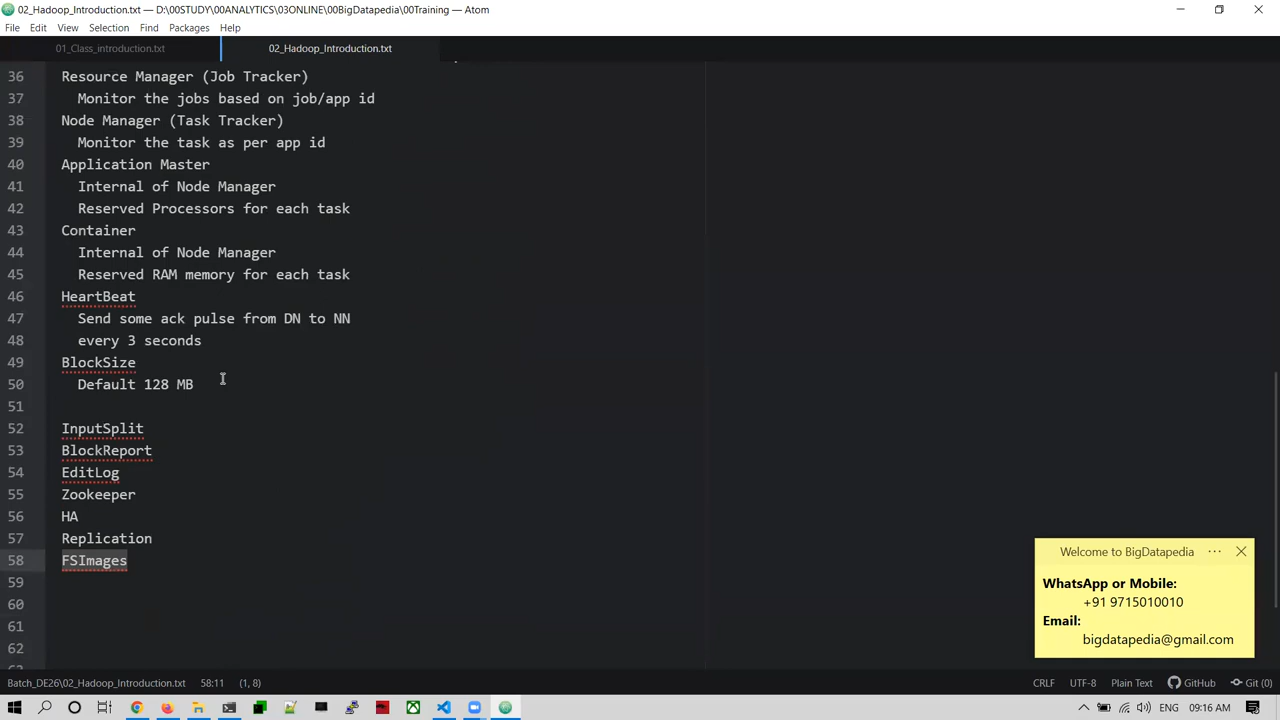 02_Hadoop_Introduction.txt — D:\00STUDY\00ANALYTICS\03ONLINE\00BigDatapedia\00Training — Atom
File Edit View Selection Find Packages Help
01_Class_introduction.txt
02_Hadoop_Introduction.txt
36 Resource Manager (Job Tracker)
37 Monitor the jobs based on job/app id
38 Node Manager (Task Tracker)
39 Monitor the task as per app id
40 Application Master
41 Internal of Node Manager
42 Reserved Processors for each task
43 Container
44 Internal of Node Manager
45 Reserved RAM memory for each task
46 HeartBeat
47 Send some ack pulse from DN to NN
48 every 3 seconds
49 BlockSize
50 Default 128 MB
51
52 InputSplit
53 BlockReport
54 EditLog
55 Zookeeper
56 HA
57 Replication
58 FSImages
59
60
61
62
Welcome to BigDatapedia
WhatsApp or Mobile:
+91 9715010010
Email:
bigdatapedia@gmail.com
Batch_DE26\02_Hadoop_Introduction.txt 58:11 (1, 8)
CRLF UTF-8 Plain Text GitHub Git (0)
ENG 09:16 AM